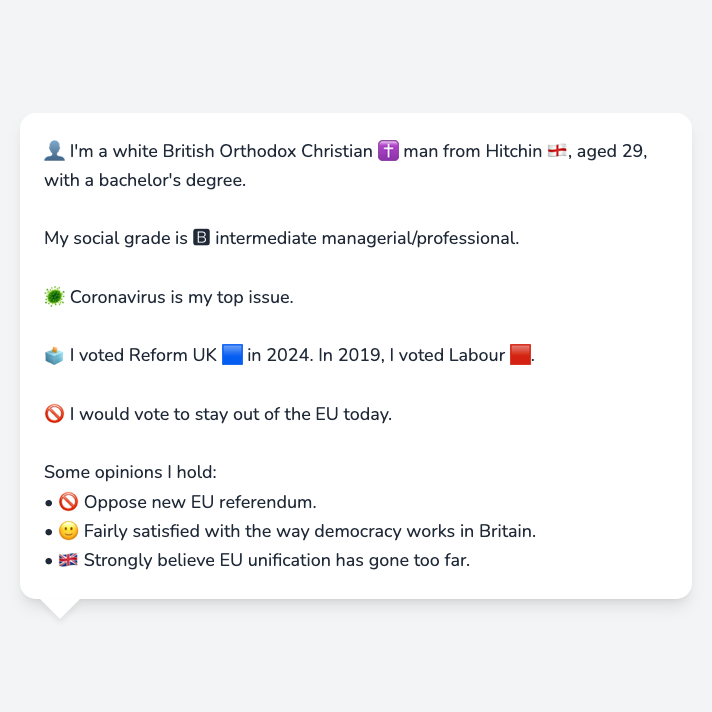 👤 I'm a white British Orthodox Christian ✝️ man from Hitchin 🏴󠁧󠁢󠁥󠁮󠁧󠁿, aged 29,
with a bachelor's degree.
My social grade is 🅱 intermediate managerial/professional.
🦠 Coronavirus is my top issue.
🗳️ I voted Reform UK 🟦 in 2024. In 2019, I voted Labour 🟥.
🚫 I would vote to stay out of the EU today.
Some opinions I hold:
• 🚫 Oppose new EU referendum.
• 🙂 Fairly satisfied with the way democracy works in Britain.
• 🇬🇧 Strongly believe EU unification has gone too far.